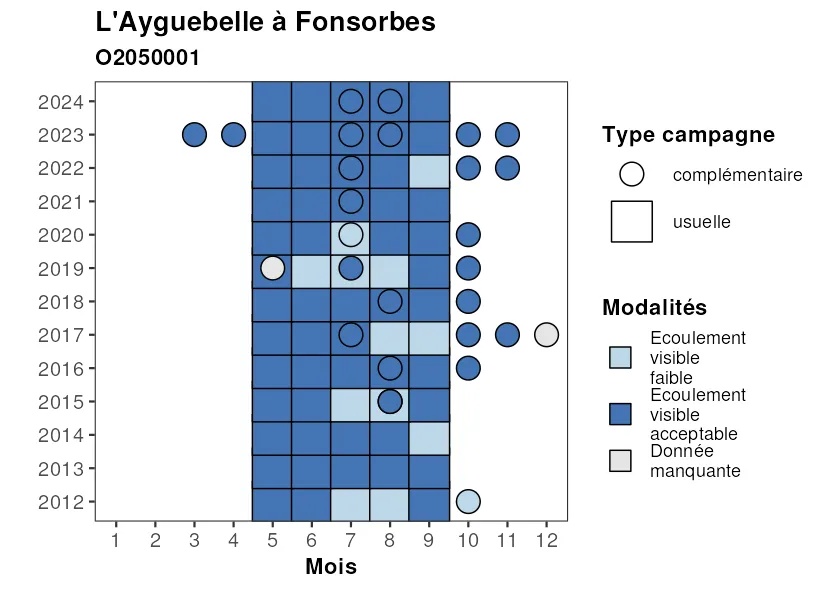 L'Ayguebelle à Fonsorbes
O2050001
2024
2023
2022
2021
2020
2019
2018
2017
2016
2015
2014
2013
2012
1 2 3 4 5 6 7 8 9 10 11 12
Mois
Type campagne
complémentaire
usuelle
Modalités
Ecoulement
visible
faible
Ecoulement
visible
acceptable
Donnée
manquante